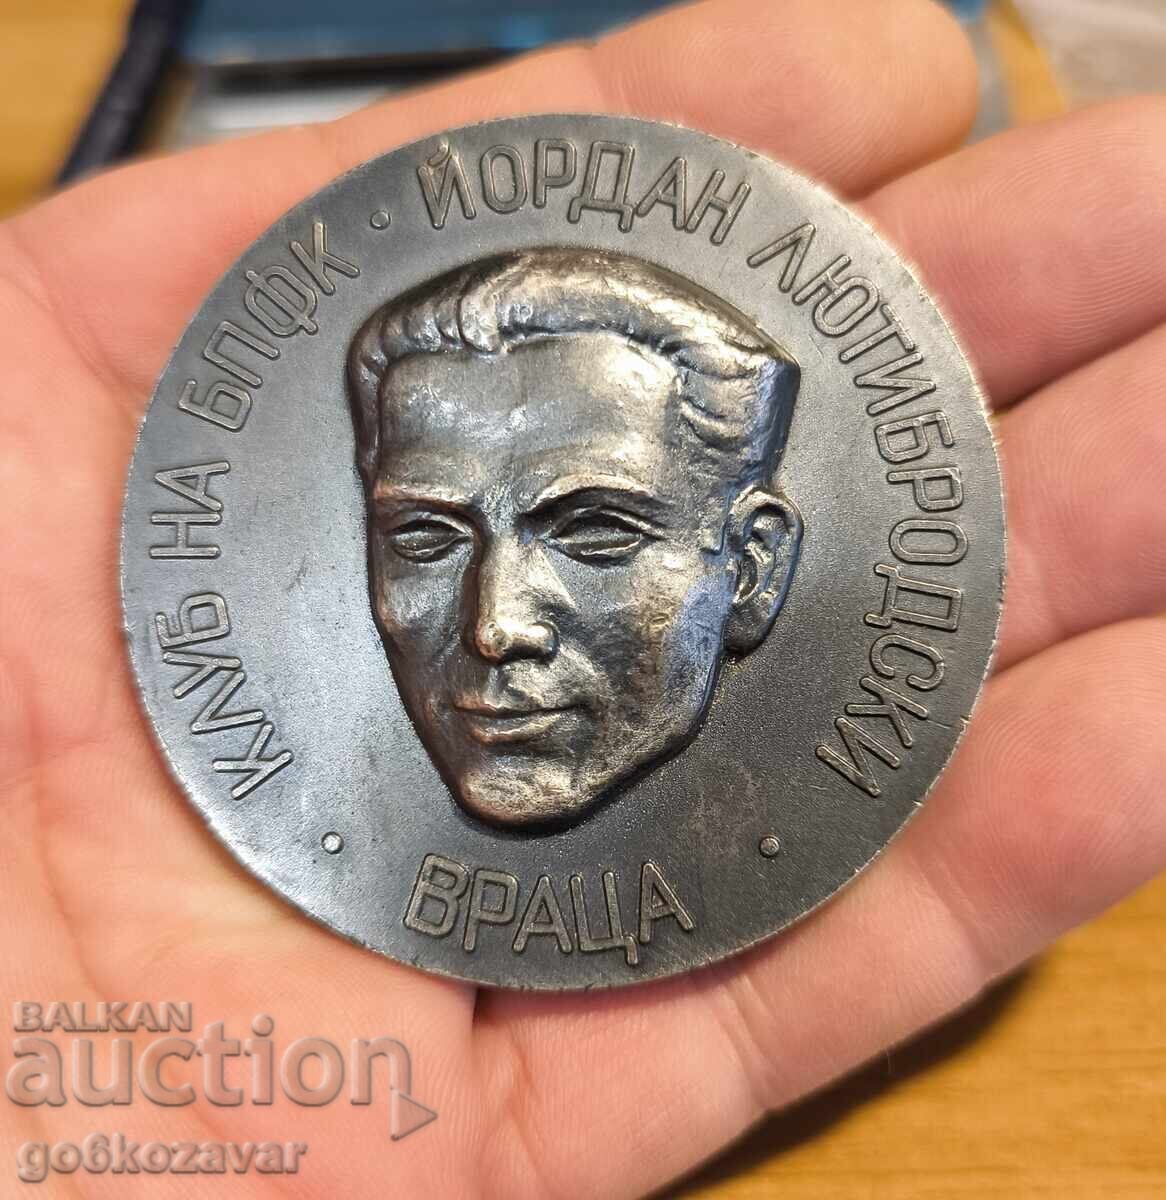 КЛУБ НА БПФК · ЙОРДАН ЛЮТИБРОДСКИ
· ВРАЦА ·
BALKAN
auction
go6kozavar